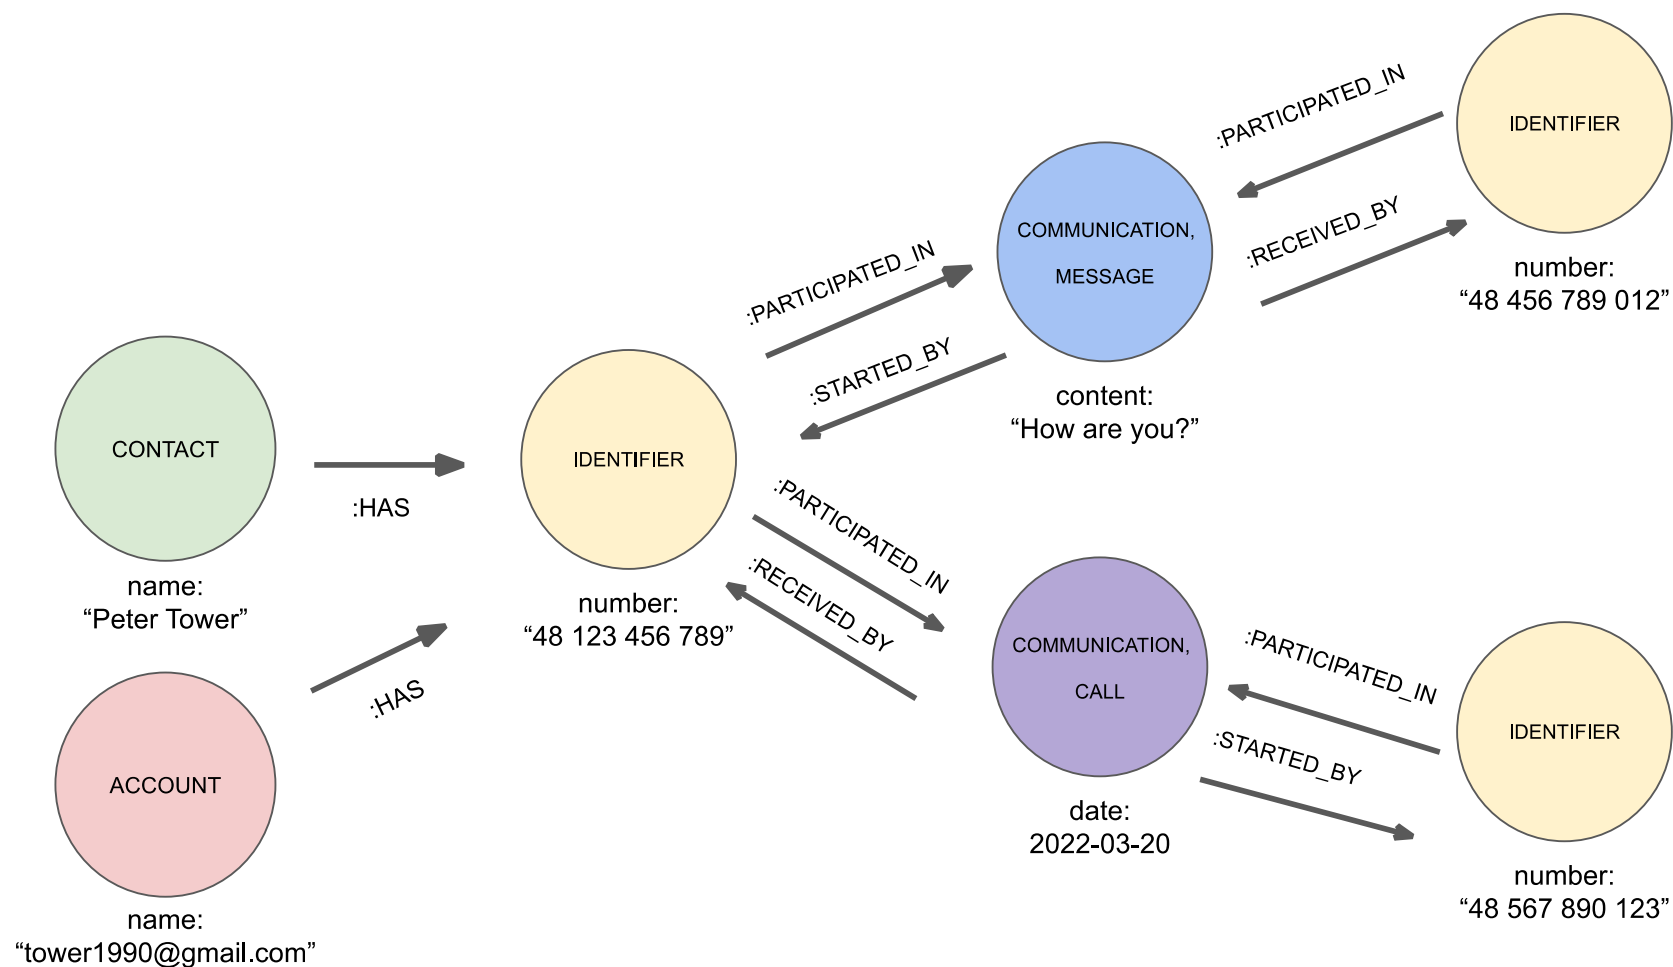 CONTACT
name:
“Peter Tower”
:HAS
ACCOUNT
name:
“tower1990@gmail.com”
:HAS
IDENTIFIER
number:
“48 123 456 789”
:PARTICIPATED_IN
:STARTED_BY
COMMUNICATION,
MESSAGE
content:
“How are you?”
:PARTICIPATED_IN
:RECEIVED_BY
IDENTIFIER
number:
“48 456 789 012”
:PARTICIPATED_IN
:RECEIVED_BY
COMMUNICATION,
CALL
date:
2022-03-20
:PARTICIPATED_IN
:STARTED_BY
IDENTIFIER
number:
“48 567 890 123”